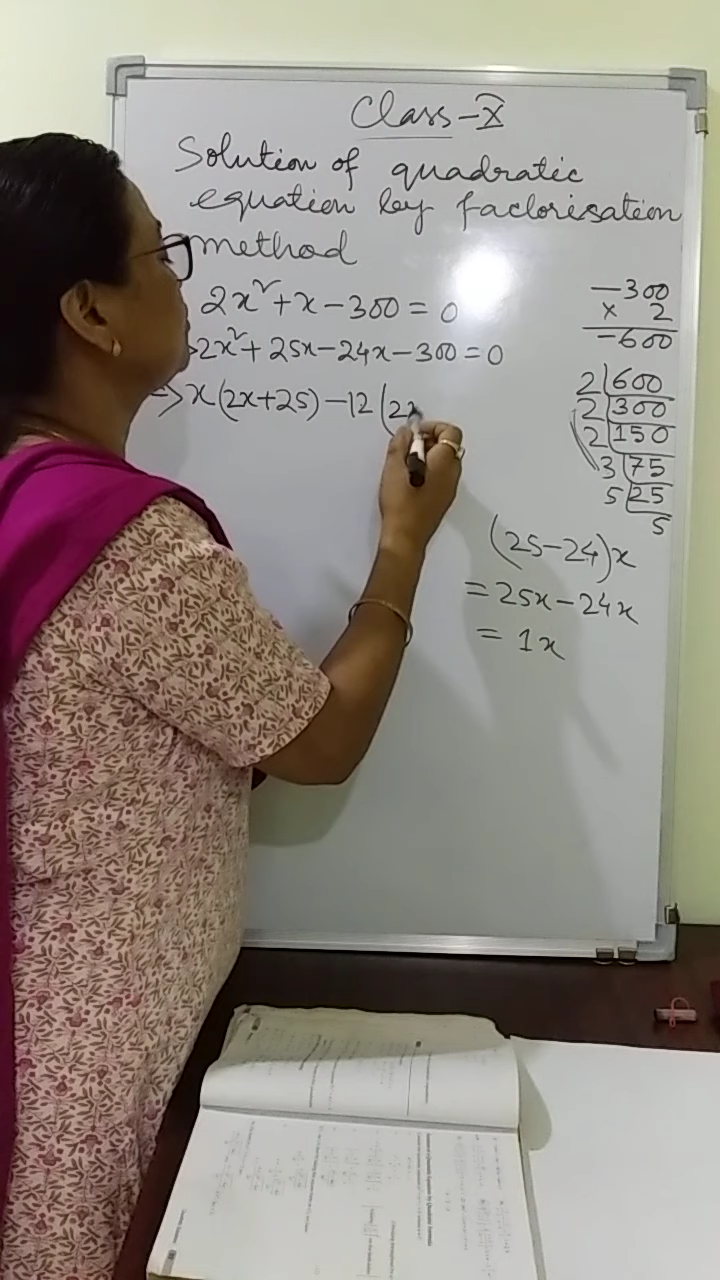 Class-X
Solution of quadratic
equation by factorisation
method
2x²+x-300=0
⇒2x²+25x-24x-300=0
⇒x(2x+25)-12(2x
-300
x 2
-600
2|600
2|300
2|150
3|75
5|25
5
(25-24)x
=25x-24x
=1x